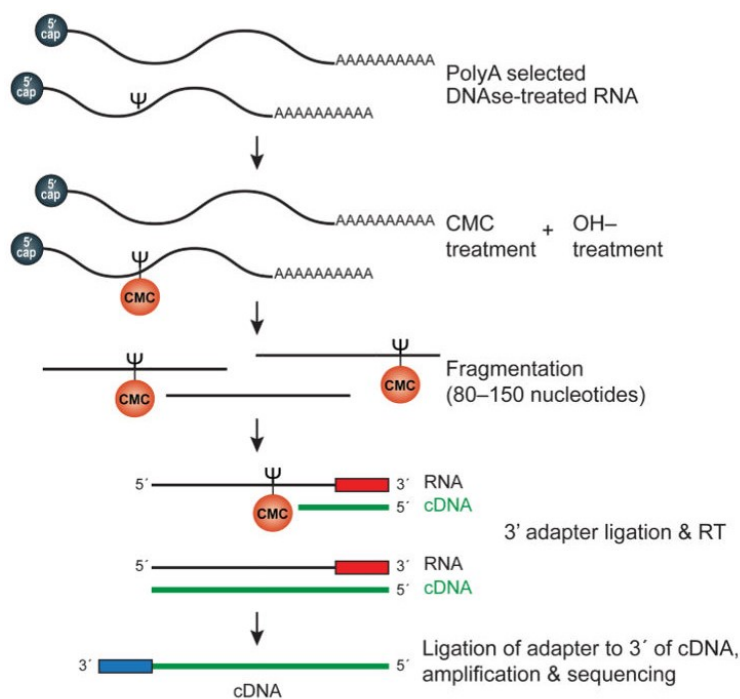 5′
cap
AAAAAAAAAA
PolyA selected
DNAse-treated RNA
5′
cap
Ψ
AAAAAAAAAA
5′
cap
AAAAAAAAAA
CMC + OH–
treatment treatment
5′
cap
Ψ
AAAAAAAAAA
CMC
Ψ
Ψ
Fragmentation
(80–150 nucleotides)
CMC
CMC
Ψ
5′ 3′ RNA
CMC 5′ cDNA
3’ adapter ligation & RT
5′ 3′ RNA
5′ cDNA
Ligation of adapter to 3′ of cDNA,
amplification & sequencing
3′ 5′
cDNA